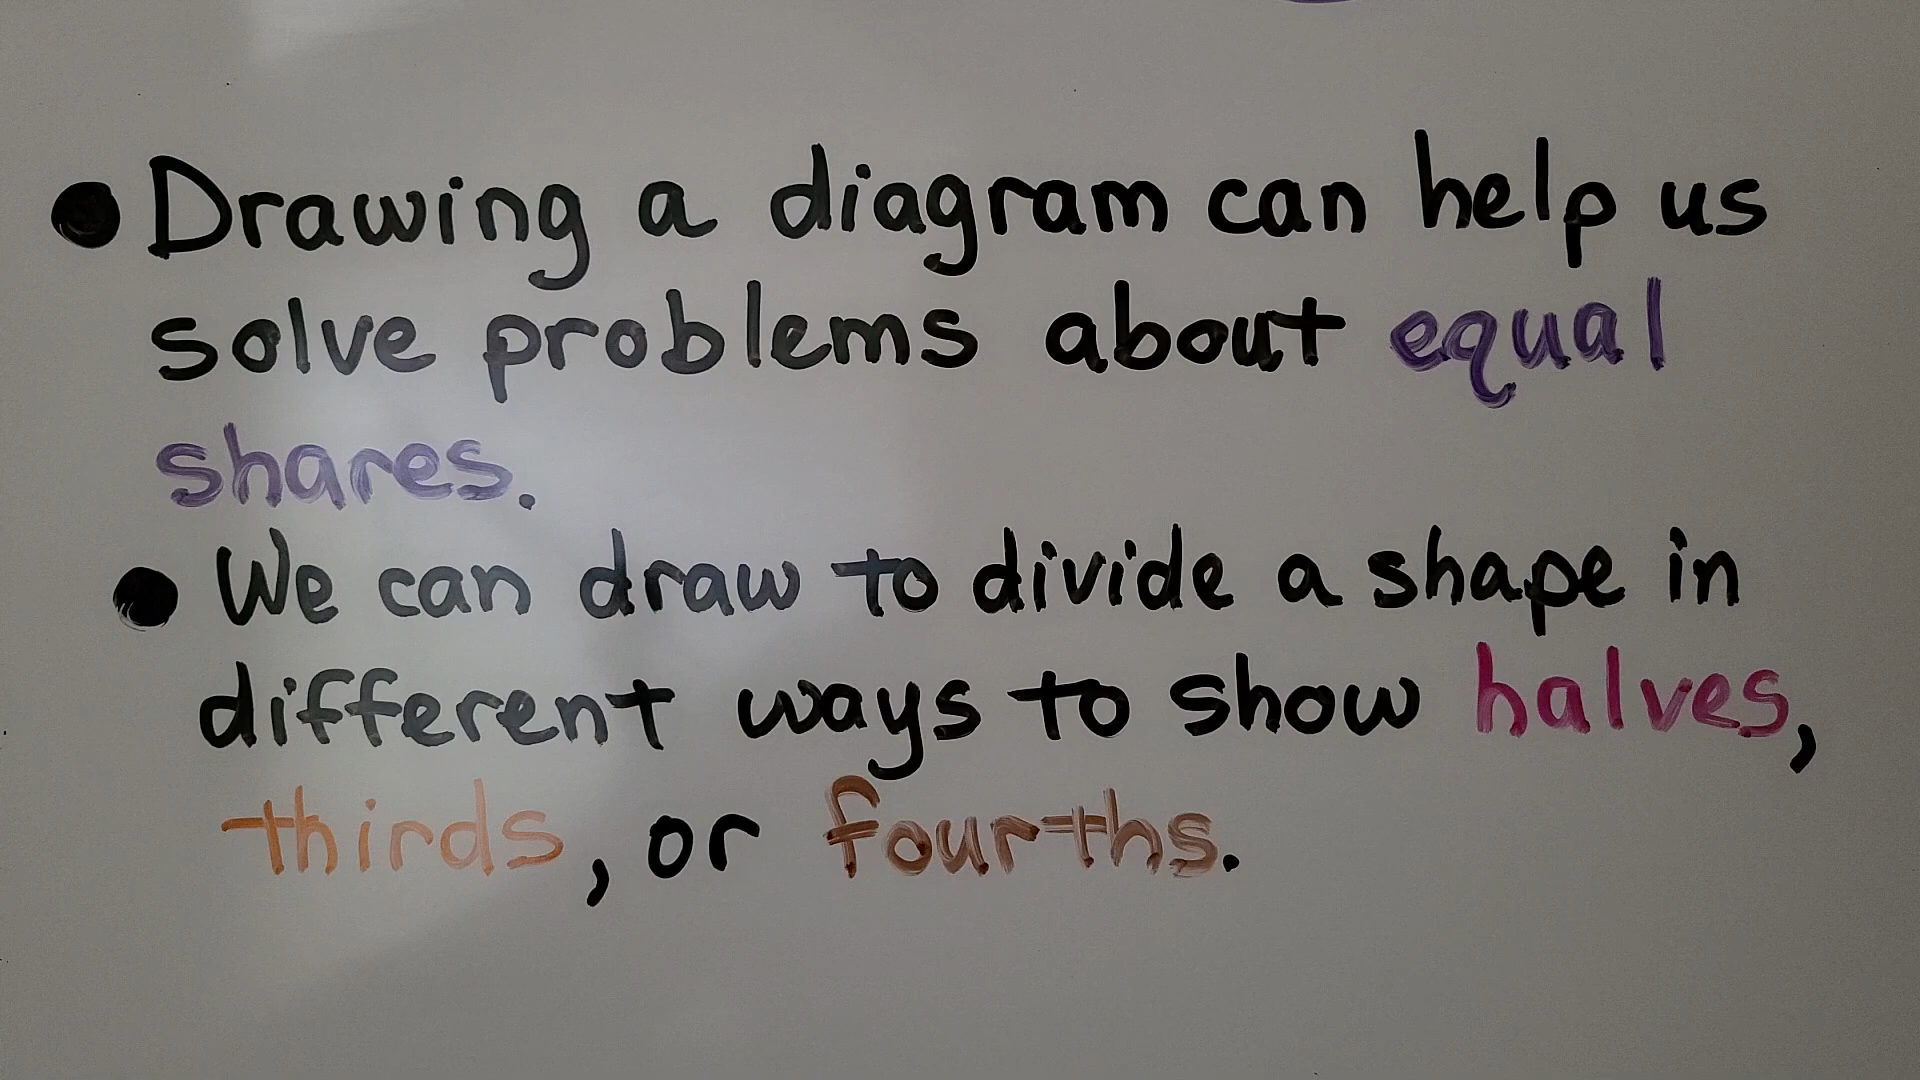 • Drawing a diagram can help us
solve problems about equal
shares.
• We can draw to divide a shape in
different ways to show halves,
thirds, or fourths.